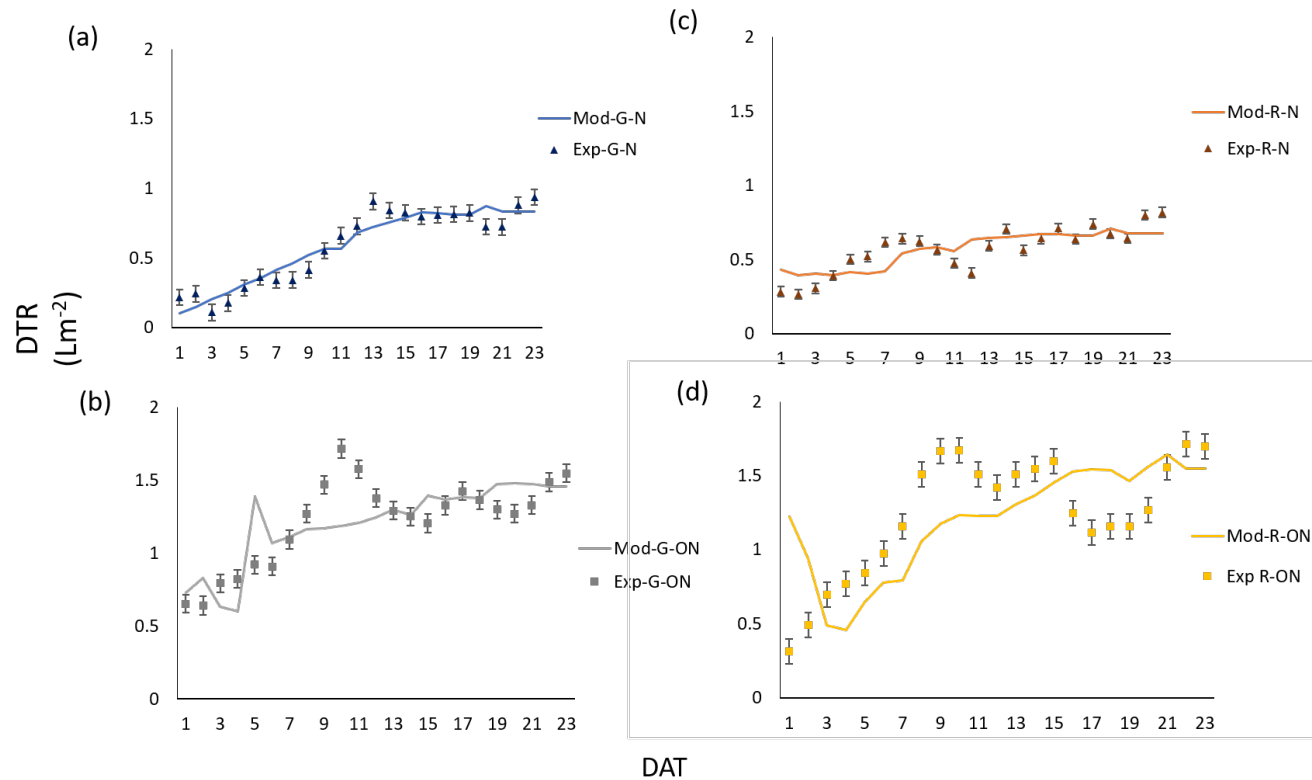 (a)
2
1.5
1
0.5
0
1 3 5 7 9 11 13 15 17 19 21 23
Mod-G-N
Exp-G-N
(c)
2
1.5
1
0.5
0
1 3 5 7 9 11 13 15 17 19 21 23
Mod-R-N
Exp-R-N
DTR
(Lm⁻²)
(b)
2
1.5
1
0.5
0
1 3 5 7 9 11 13 15 17 19 21 23
Mod-G-ON
Exp-G-ON
(d)
2
1.5
1
0.5
0
1 3 5 7 9 11 13 15 17 19 21 23
Mod-R-ON
Exp R-ON
DAT